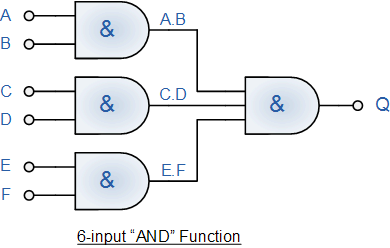 A
B
&
A.B
C
D
&
C.D
&
Q
E
F
&
E.F
6-input “AND” Function